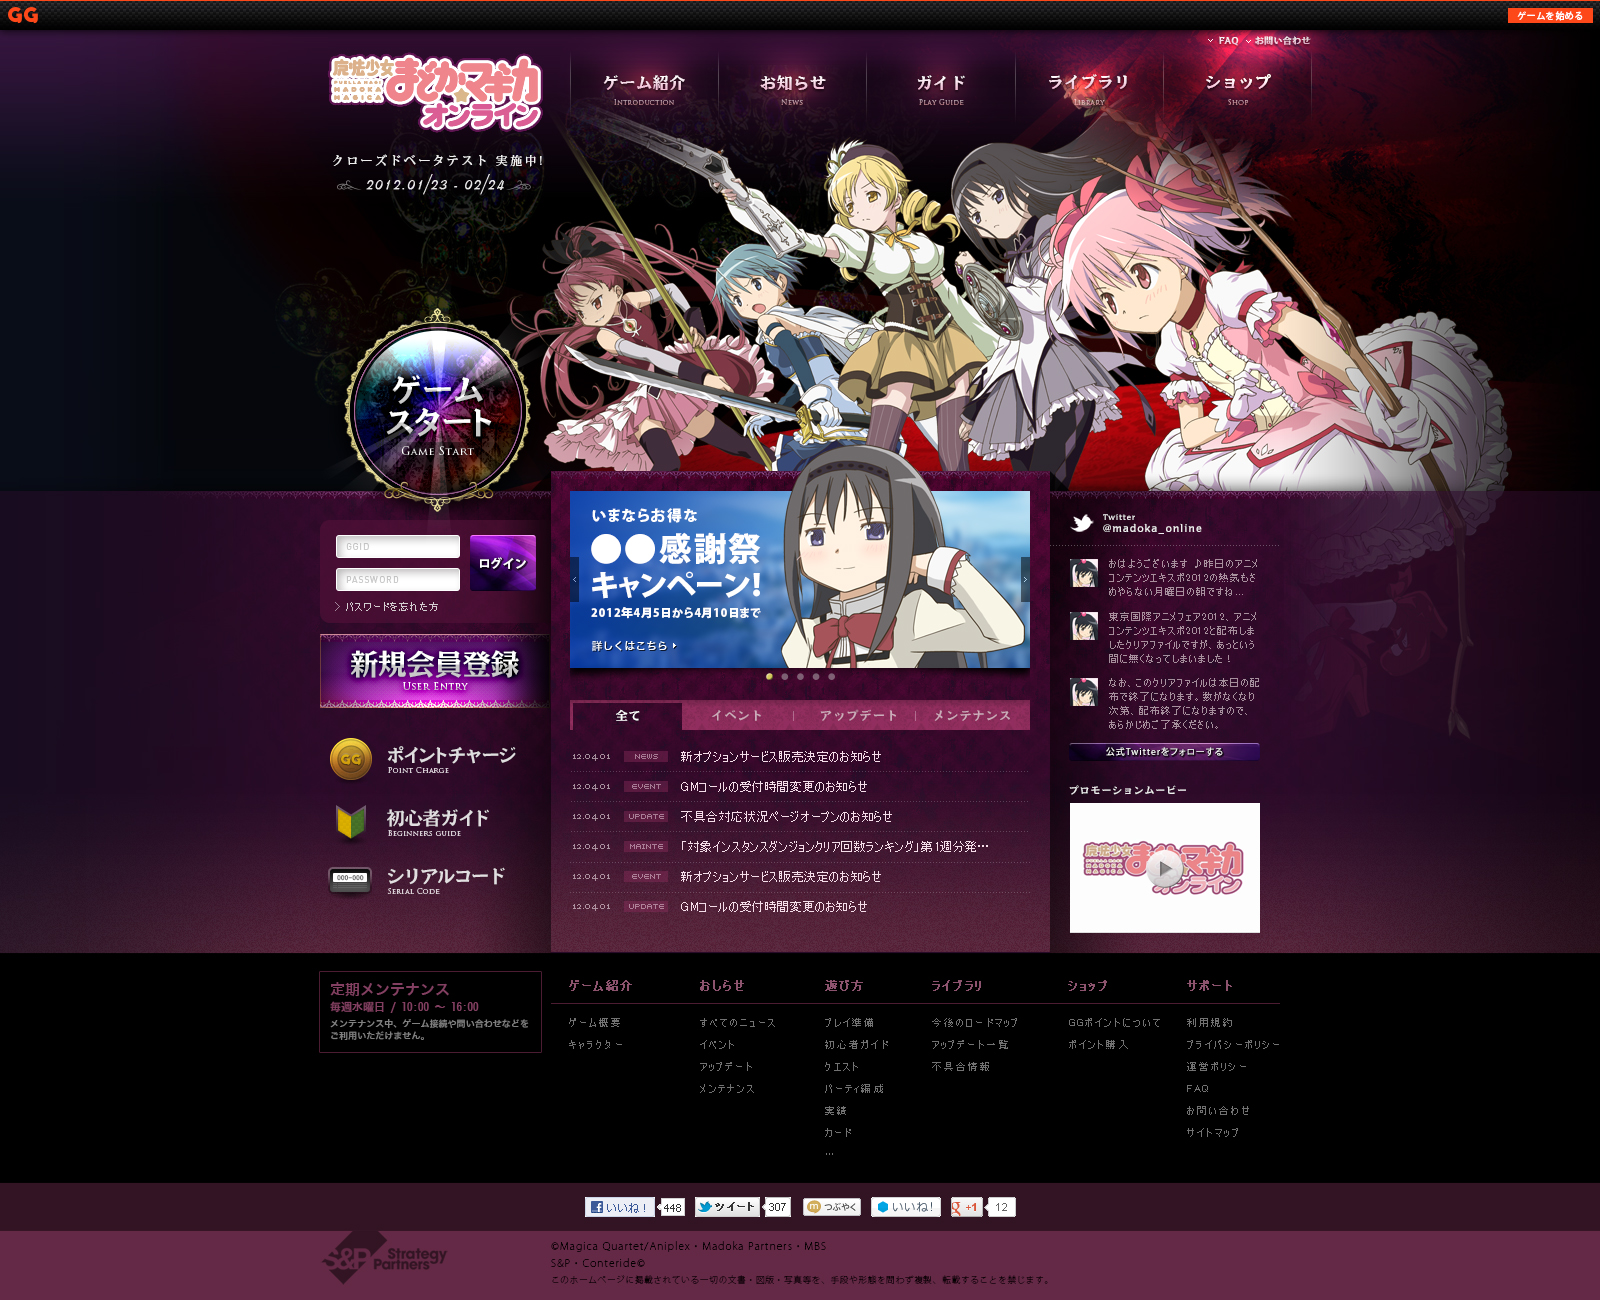 GG
ゲームを始める
FAQ
お問い合わせ
魔法少女
PUELLA MAGI
MADOKA
MAGICA
まどか☆マギカ
オンライン
ゲーム紹介
INTRODUCTION
お知らせ
NEWS
ガイド
PLAY GUIDE
ライブラリ
LIBRARY
ショップ
SHOP
クローズドベータテスト 実施中!
2012.01/23 - 02/24
ゲーム
スタート
GAME START
GGID
PASSWORD
ログイン
パスワードを忘れた方
新規会員登録
USER ENTRY
GG
ポイントチャージ
POINT CHARGE
初心者ガイド
BEGINNERS GUIDE
000-000
シリアルコード
SERIAL CODE
いまならお得な
●●感謝祭
キャンペーン!
2012年4月5日から4月10日まで
詳しくはこちら
全て
イベント
アップデート
メンテナンス
12.04.01 NEWS 新オプションサービス販売決定のお知らせ
12.04.01 EVENT GMコールの受付時間変更のお知らせ
12.04.01 UPDATE 不具合対応状況ページオープンのお知らせ
12.04.01 MAINTE 「対象インスタンスダンジョンクリア回数ランキング」第1週分発…
12.04.01 EVENT 新オプションサービス販売決定のお知らせ
12.04.01 UPDATE GMコールの受付時間変更のお知らせ
Twitter
@madoka_online
おはようございます ♪昨日のアニメ
コンテンツエキスポ2012の熱気もさ
めやらない月曜日の朝ですね...
東京国際アニメフェア2012、アニメ
コンテンツエキスポ2012と配布しま
したクリアファイルですが、あっという
間に無くなってしまいました！
なお、このクリアファイルは本日の配
布で終了になります。数がなくなり
次第、配布終了になりますので、
あらかじめご了承ください。
公式Twitterをフォローする
プロモーションムービー
魔法少女
PUELLA MAGI
MADOKA
MAGICA
まどか☆マギカ
オンライン
定期メンテナンス
毎週水曜日 / 10:00 ～ 16:00
メンテナンス中、ゲーム接続や問い合わせなどを
ご利用いただけません。
ゲーム紹介
ゲーム概要
キャラクター
おしらせ
すべてのニュース
イベント
アップデート
メンテナンス
遊び方
プレイ準備
初心者ガイド
クエスト
パーティ編成
実績
カード
...
ライブラリ
今後のロードマップ
アップデート一覧
不具合情報
ショップ
GGポイントについて
ポイント購入
サポート
利用規約
プライバシーポリシー
運営ポリシー
FAQ
お問い合わせ
サイトマップ
いいね！ 448
ツイート 307
つぶやく
いいね!
g +1 12
S&P Strategy
Partners
©Magica Quartet/Aniplex・Madoka Partners・MBS
S&P・Conteride©
このホームページに掲載されている一切の文書・図版・写真等を、手段や形態を問わず複製、転載することを禁じます。